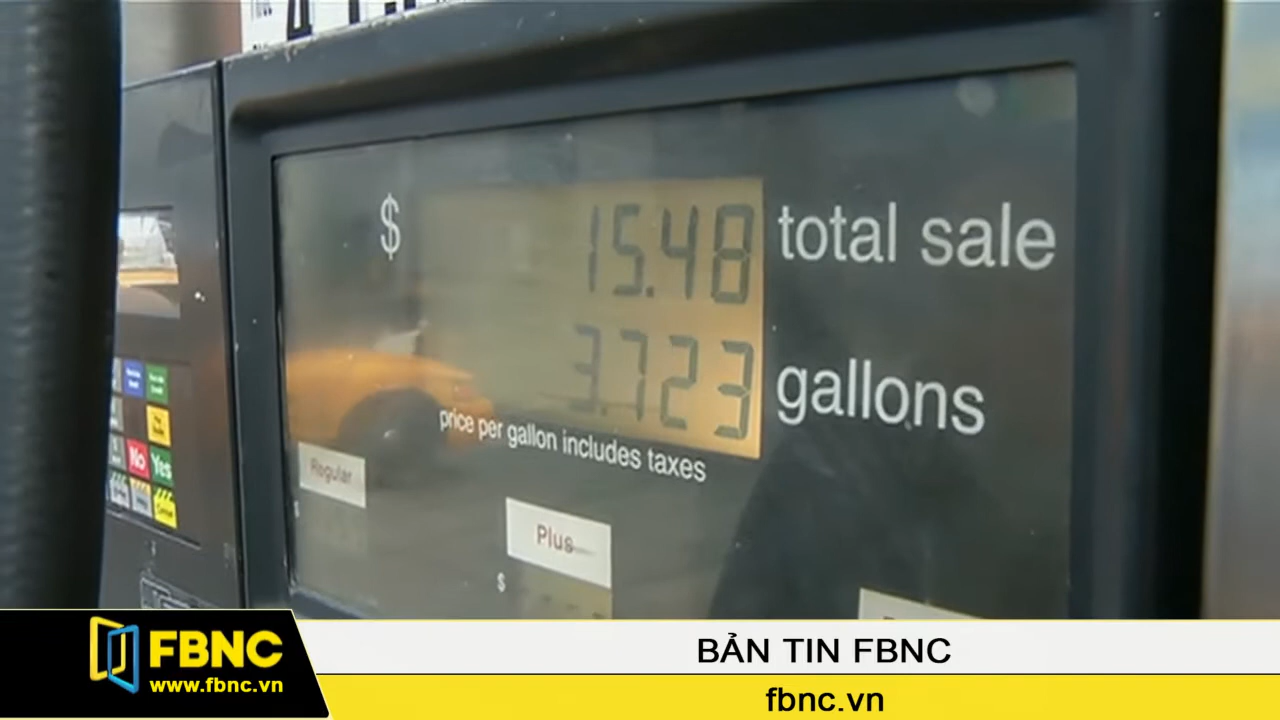 $ 15.48 total sale
3.723 gallons
price per gallon includes taxes
Regular
Plus
$
No
Yes
FBNC
www.fbnc.vn
BẢN TIN FBNC
fbnc.vn